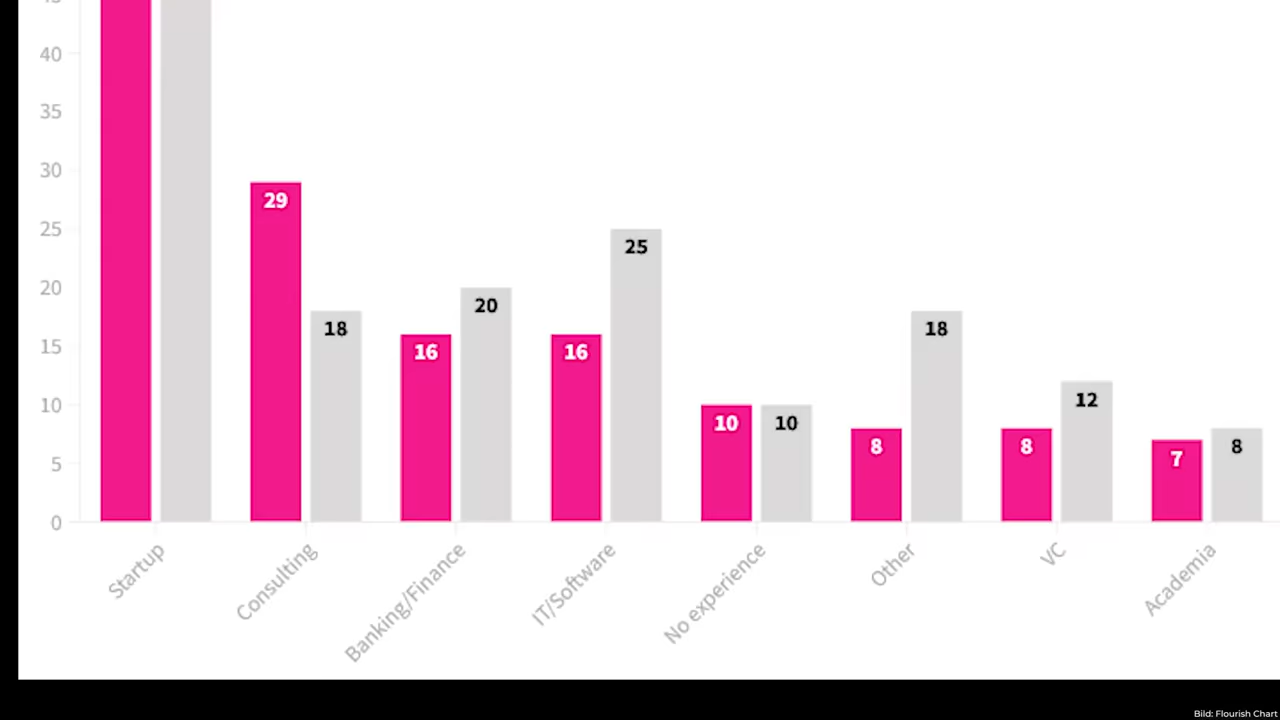 45
40
35
30
25
20
15
10
5
0
29
18
16
20
16
25
10
10
8
18
8
12
7
8
Startup
Consulting
Banking/Finance
IT/Software
No experience
Other
VC
Academia
Bild: Flourish Chart